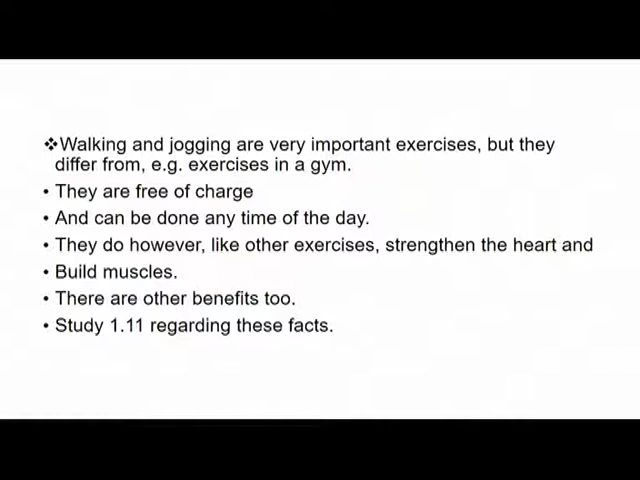 ❖Walking and jogging are very important exercises, but they
differ from, e.g. exercises in a gym.
• They are free of charge
• And can be done any time of the day.
• They do however, like other exercises, strengthen the heart and
• Build muscles.
• There are other benefits too.
• Study 1.11 regarding these facts.